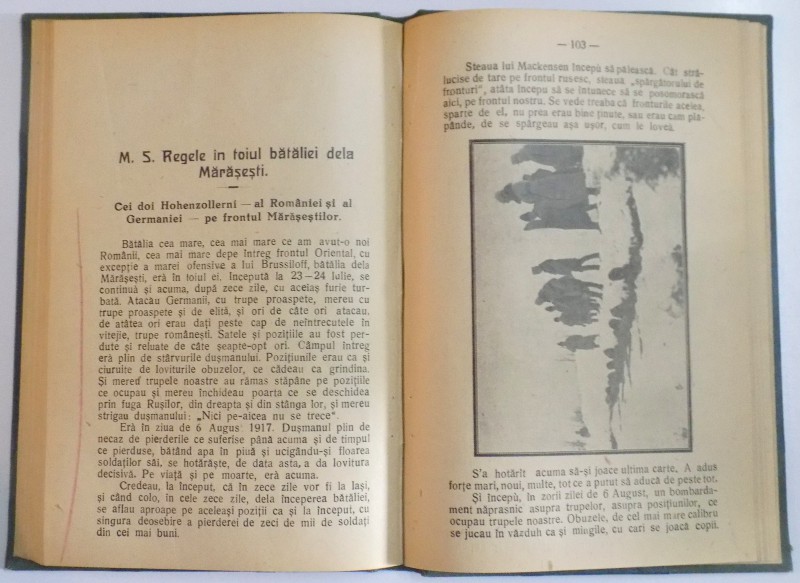 M. S. Regele in toiul bătăliei dela
Mărăşeşti.
Cei doi Hohenzollerni — al României şi al
Germaniei — pe frontul Mărăşeştilor.
Bătălia cea mare, cea mai mare ce am avut-o noi
Românii, cea mai mare depe întreg frontul Oriental, cu
excepţie a marei ofensive a lui Brussiloff, bătălia dela
Mărăşeşti, eră în toiul ei. Începută la 23—24 Iulie, se
continuă şi acuma, după zece zile, cu aceiaş furie tur-
bată. Atacău Germanii, cu trupe proaspete, mereu cu
trupe proaspete şi de elită, şi ori de câte ori atacau,
de atâtea ori erau daţi peste cap de neîntrecutele în
vitejie, trupe româneşti. Satele şi poziţiile au fost per-
dute şi reluate de câte şeapte-opt ori. Câmpul întreg
eră plin de stârvurile duşmanului. Poziţiunile erau ca şi
ciuruite de loviturile obuzelor, ce cădeau ca grindina.
Şi mereu trupele noastre au rămas stăpâne pe poziţiile
ce ocupau şi mereu închideau poarta ce se deschidea
prin fuga Ruşilor, din dreapta şi din stânga lor, şi mereu
strigau duşmanului: „Nici pe-aicea nu se trece".
Eră în ziua de 6 August 1917. Duşmanul plin de
necaz de pierderile ce suferise până acuma şi de timpul
ce pierduse, bătând apa în piuă şi ucigându-şi floarea
soldaţilor săi, se hotărăşte, de data asta, a da lovitura
decisivă. Pe viaţă şi pe moarte, eră acuma.
Credeau, la început, că în zece zile vor fi la Iaşi,
şi când colo, în cele zece zile, dela începerea bătăliei,
se aflau aproape pe aceleaşi poziţii ca şi la început, cu
singura deosebire a pierderei de zeci de mii de soldaţi
din cei mai buni.
— 103 —
Steaua lui Mackensen începù să pălească. Cât stră-
lucise de tare pe frontul rusesc, steaua „spărgătorului de
fronturi", atâta începu să se întunece să se posomorască
aici, pe frontul nostru. Se vede treaba că fronturile acelea,
sparte de el, nu prea erau bine ţinute, sau erau cam plă-
pânde, de se spărgeau aşa uşor, cum le lovea.
S'a hotărît acuma să-şi joace ultima carte. A adus
forţe mari, noui, multe, tot ce a putut să aducă de peste tot.
Şi începù, în zorii zilei de 6 August, un bombarda-
ment năprasnic asupra trupelor, asupra poziţiunilor, ce
ocupau trupele noastre. Obuzele, de cel mai mare calibru
se jucau în văzduh ca şi mingile, cu cari se joacă copii.